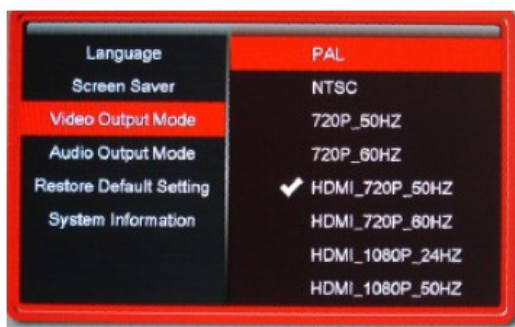 Language
Screen Saver
Video Output Mode
Audio Output Mode
Restore Default Setting
System Information
PAL
NTSC
720P_50HZ
720P_60HZ
HDMI_720P_50HZ
HDMI_720P_60HZ
HDMI_1080P_24HZ
HDMI_1080P_50HZ